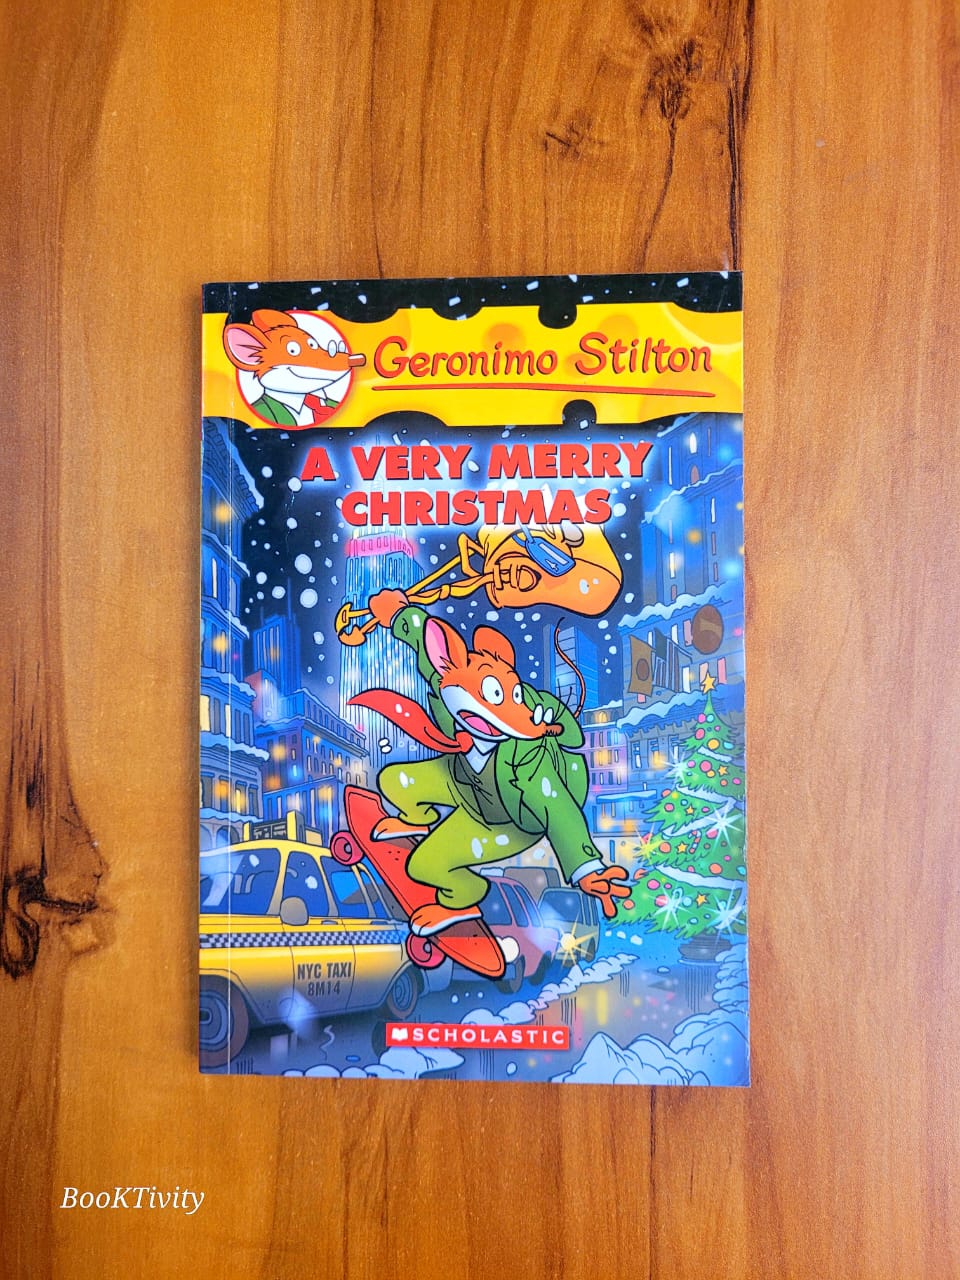 Geronimo Stilton
A VERY MERRY
CHRISTMAS
NYC TAXI
8M14
SCHOLASTIC
BooKTivity